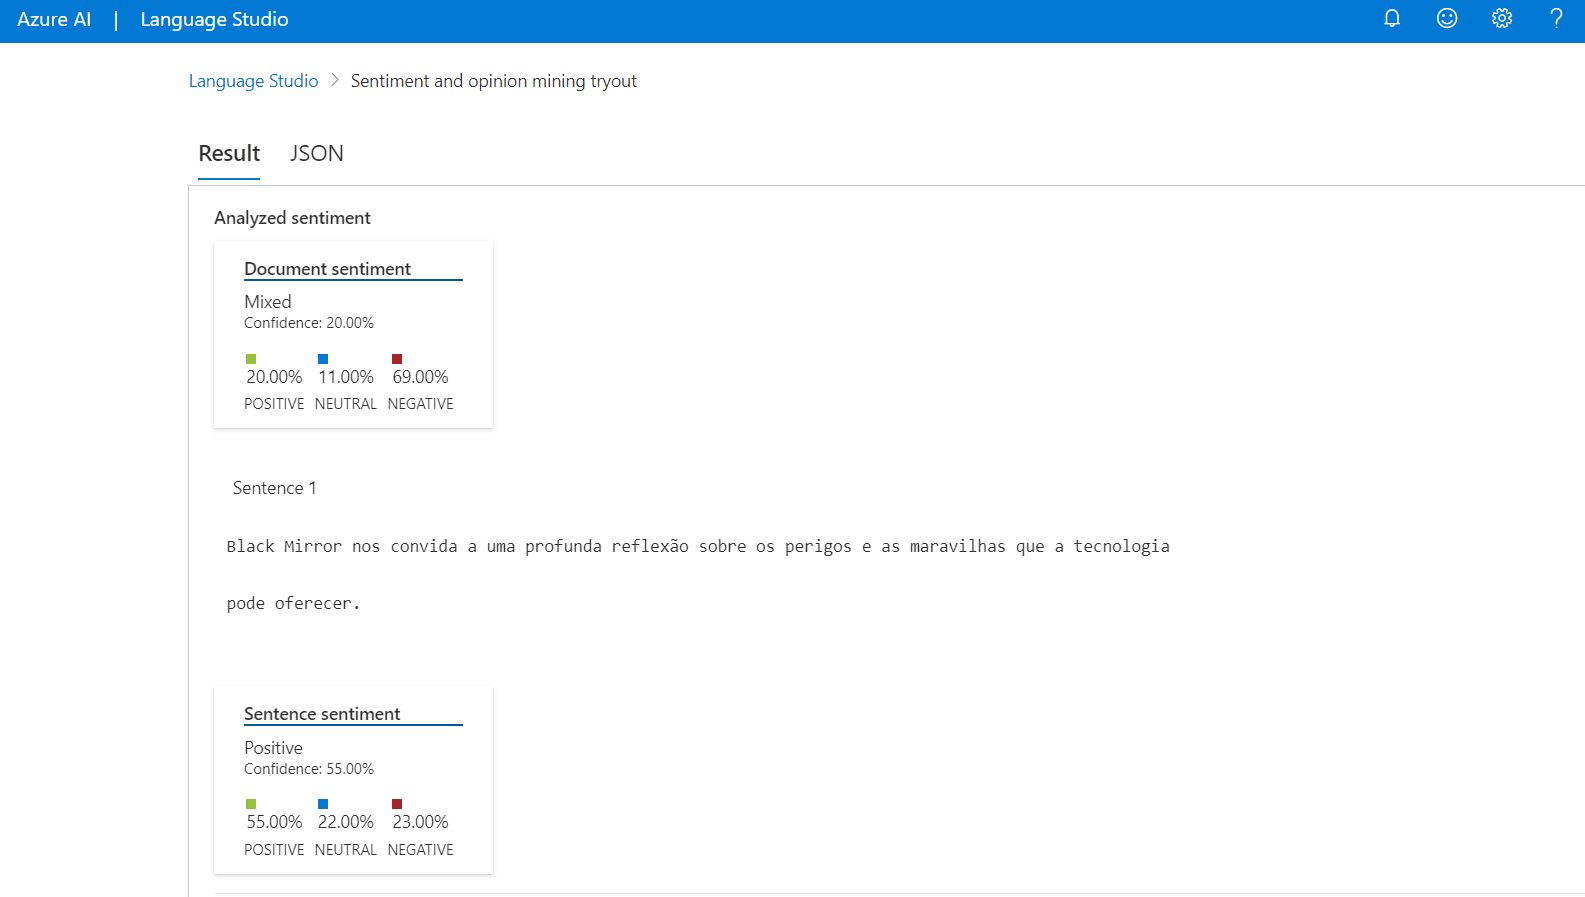 Azure AI | Language Studio
Language Studio > Sentiment and opinion mining tryout
Result JSON
Analyzed sentiment
Document sentiment
Mixed
Confidence: 20.00%
20.00% 11.00% 69.00%
POSITIVE NEUTRAL NEGATIVE
Sentence 1
Black Mirror nos convida a uma profunda reflexão sobre os perigos e as maravilhas que a tecnologia
pode oferecer.
Sentence sentiment
Positive
Confidence: 55.00%
55.00% 22.00% 23.00%
POSITIVE NEUTRAL NEGATIVE